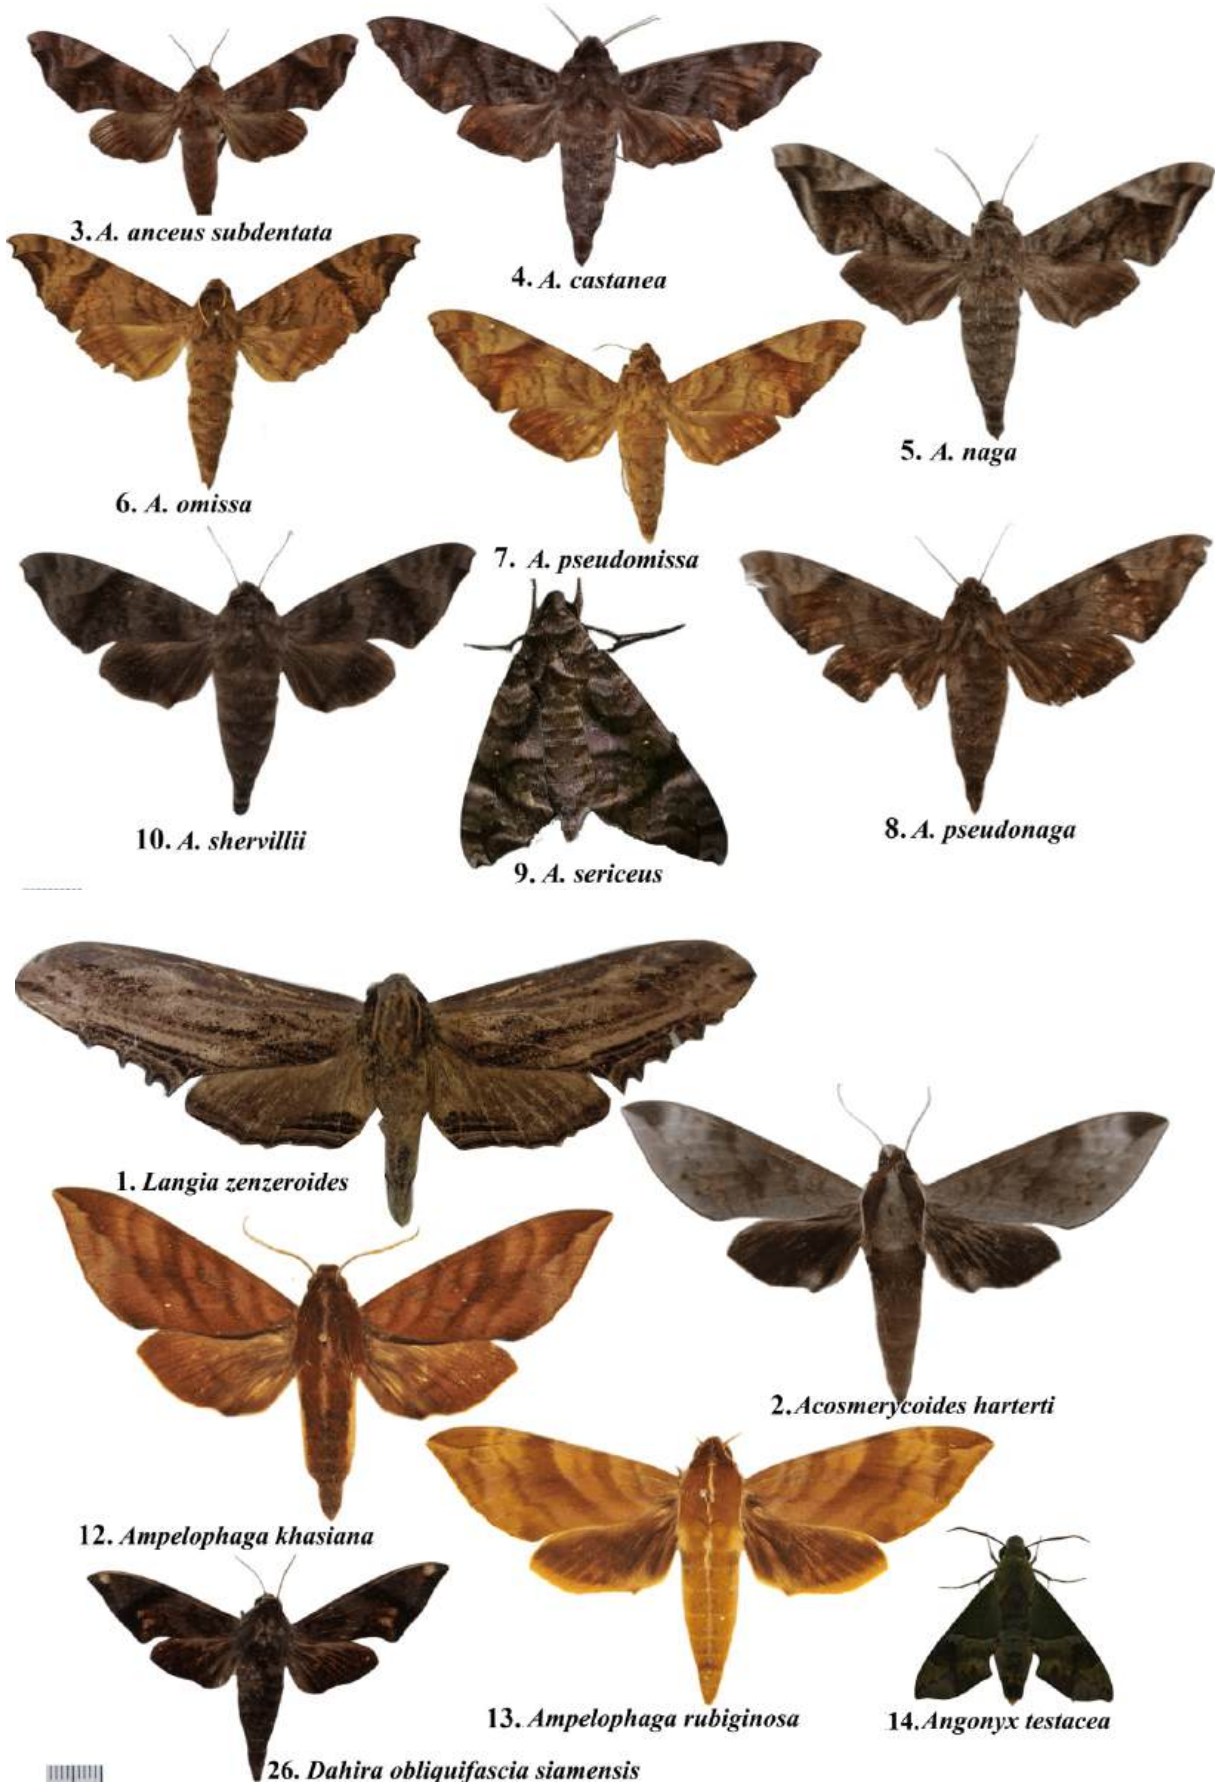 3. A. anceus subdentata
4. A. castanea
5. A. naga
6. A. omissa
7. A. pseudomissa
10. A. shervillii
9. A. sericeus
8. A. pseudonaga
1. Langia zenzeroides
2. Acosmerycoides harterti
12. Ampelophaga khasiana
13. Ampelophaga rubiginosa
14. Angonyx testacea
26. Dahira obliquifascia siamensis